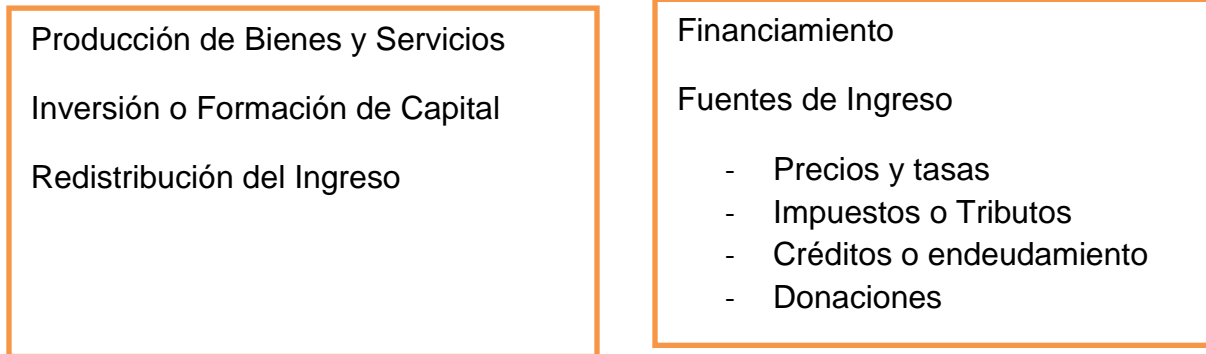 Producción de Bienes y Servicios
Inversión o Formación de Capital
Redistribución del Ingreso
Financiamiento
Fuentes de Ingreso
- Precios y tasas
- Impuestos o Tributos
- Créditos o endeudamiento
- Donaciones